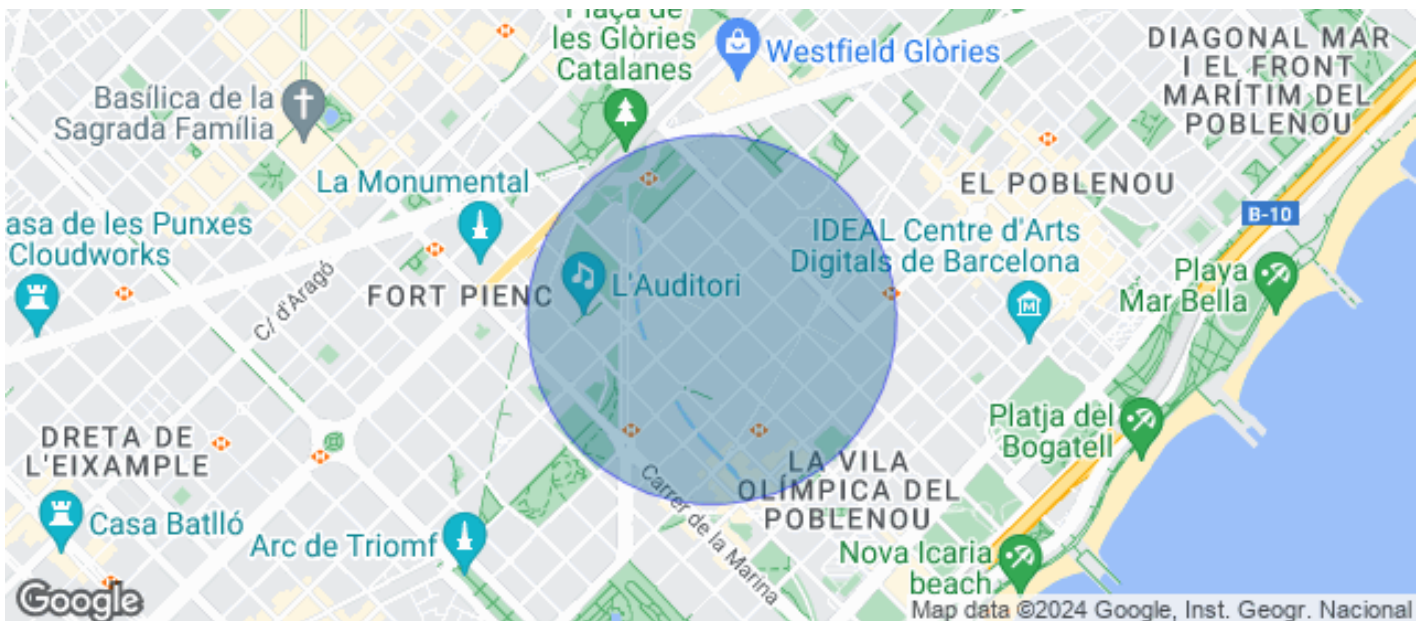 Plaça de
les Glòries
Catalanes
Westfield Glòries
DIAGONAL MAR
I EL FRONT
MARÍTIM DEL
POBLENOU
Basílica de la
Sagrada Família
La Monumental
EL POBLENOU
B-10
asa de les Punxes
Cloudworks
IDEAL Centre d'Arts
Digitals de Barcelona
Playa
Mar Bella
C/ d'Aragó
FORT PIENC
L'Auditori
M
Platja del
Bogatell
DRETA DE
L'EIXAMPLE
LA VILA
OLÍMPICA DEL
POBLENOU
Carrer de la Marina
Casa Batlló
Arc de Triomf
Nova Icaria
beach
Google
Map data ©2024 Google, Inst. Geogr. Nacional